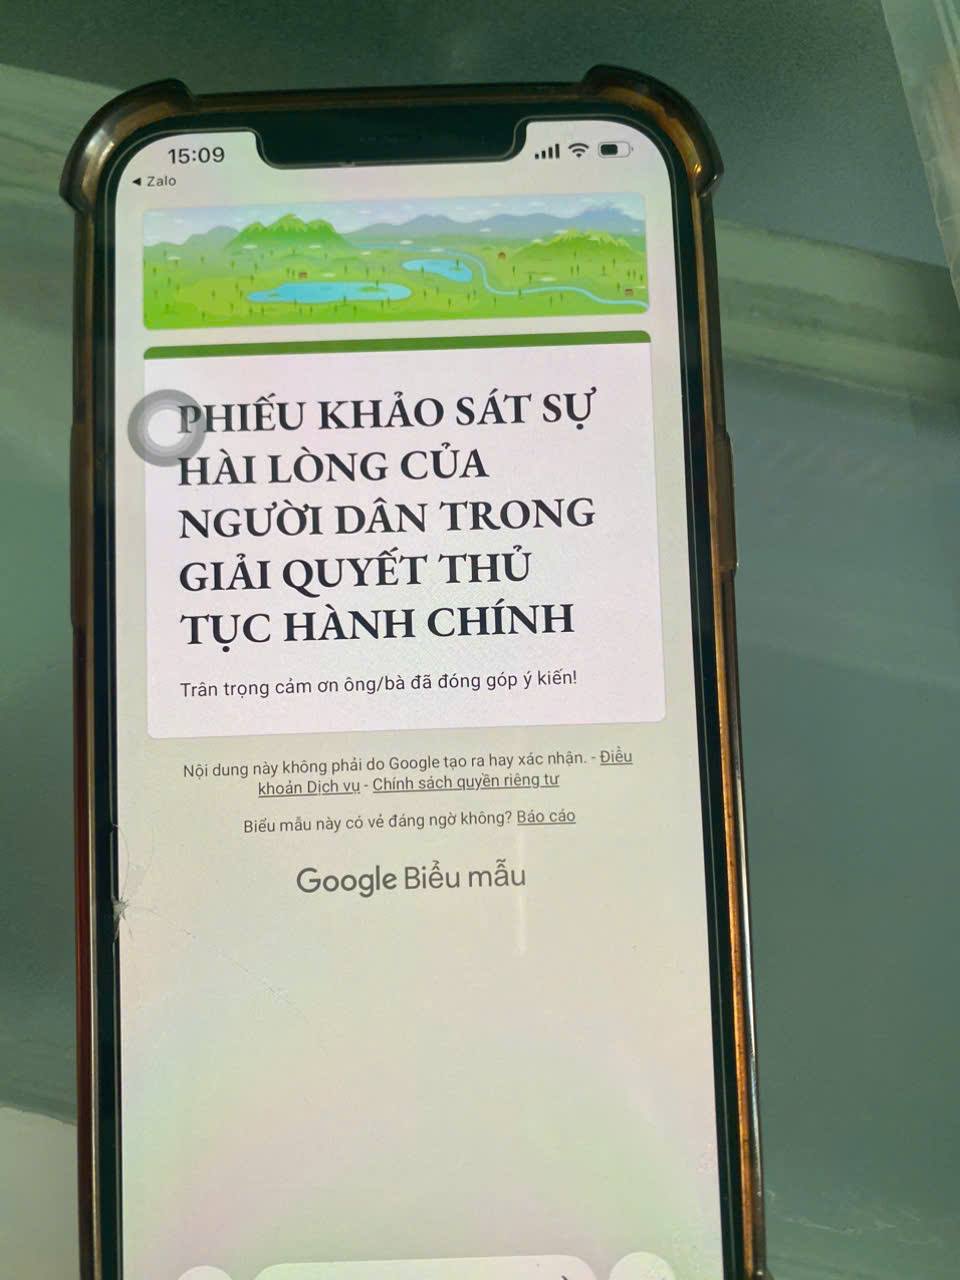 15:09
◄ Zalo
PHIẾU KHẢO SÁT SỰ
HÀI LÒNG CỦA
NGƯỜI DÂN TRONG
GIẢI QUYẾT THỦ
TỤC HÀNH CHÍNH
Trân trọng cảm ơn ông/bà đã đóng góp ý kiến!
Nội dung này không phải do Google tạo ra hay xác nhận. - Điều
khoản Dịch vụ - Chính sách quyền riêng tư
Biểu mẫu này có vẻ đáng ngờ không? Báo cáo
Google Biểu mẫu